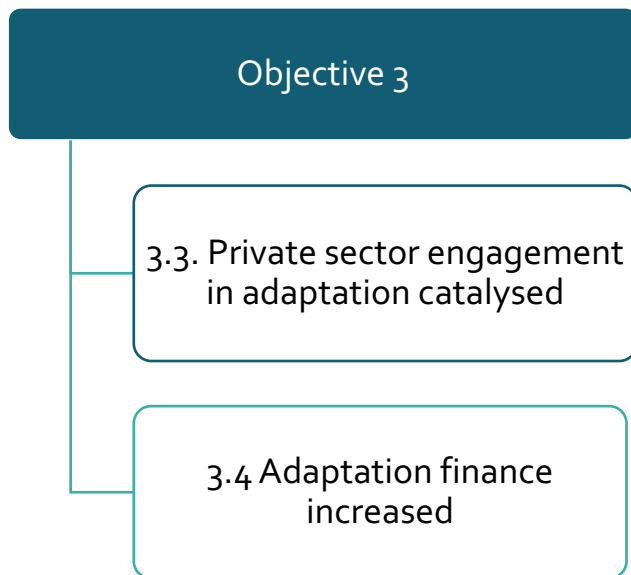 Objective 3
3.3. Private sector engagement
in adaptation catalysed
3.4 Adaptation finance
increased